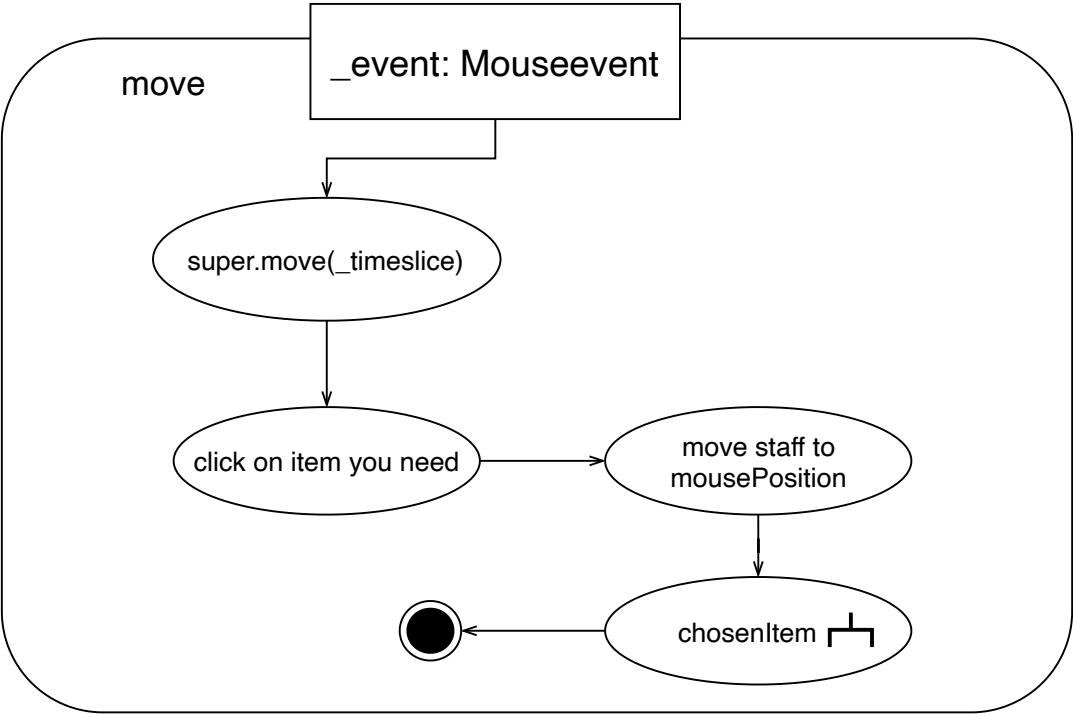 _event: Mouseevent
move
super.move(_timeslice)
click on item you need
move staff to
mousePosition
chosenItem